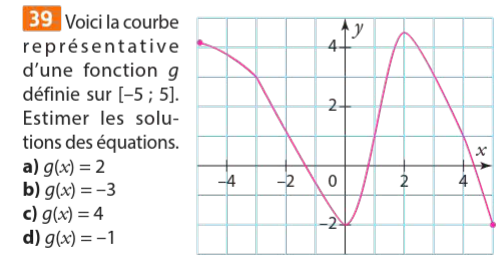 39 Voici la courbe
représentative
d'une fonction g
définie sur [–5 ; 5].
Estimer les solu-
tions des équations.
a) g(x) = 2
b) g(x) = –3
c) g(x) = 4
d) g(x) = –1
y
4
2
x
–4 –2 0 2 4
–2